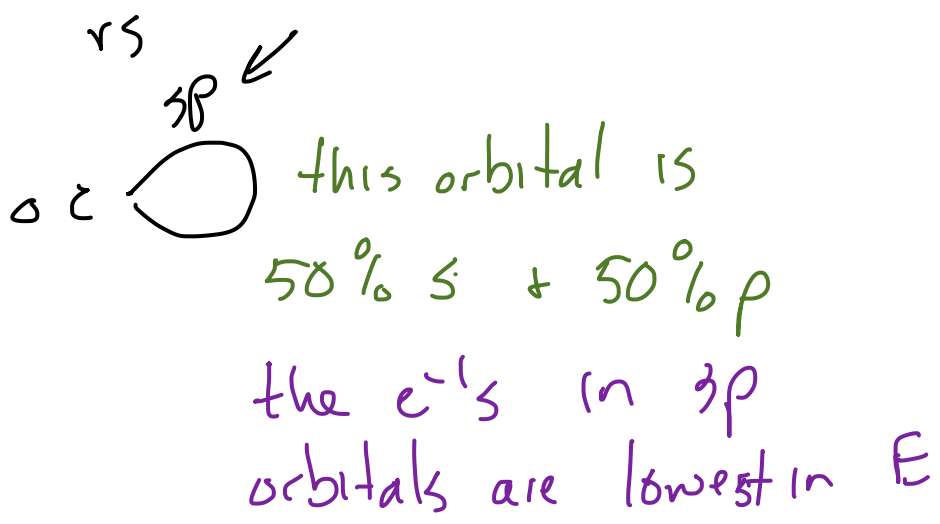 rs
sp
o c
this orbital is
50% s + 50% p
the e-'s in sp
orbitals are lowest in E